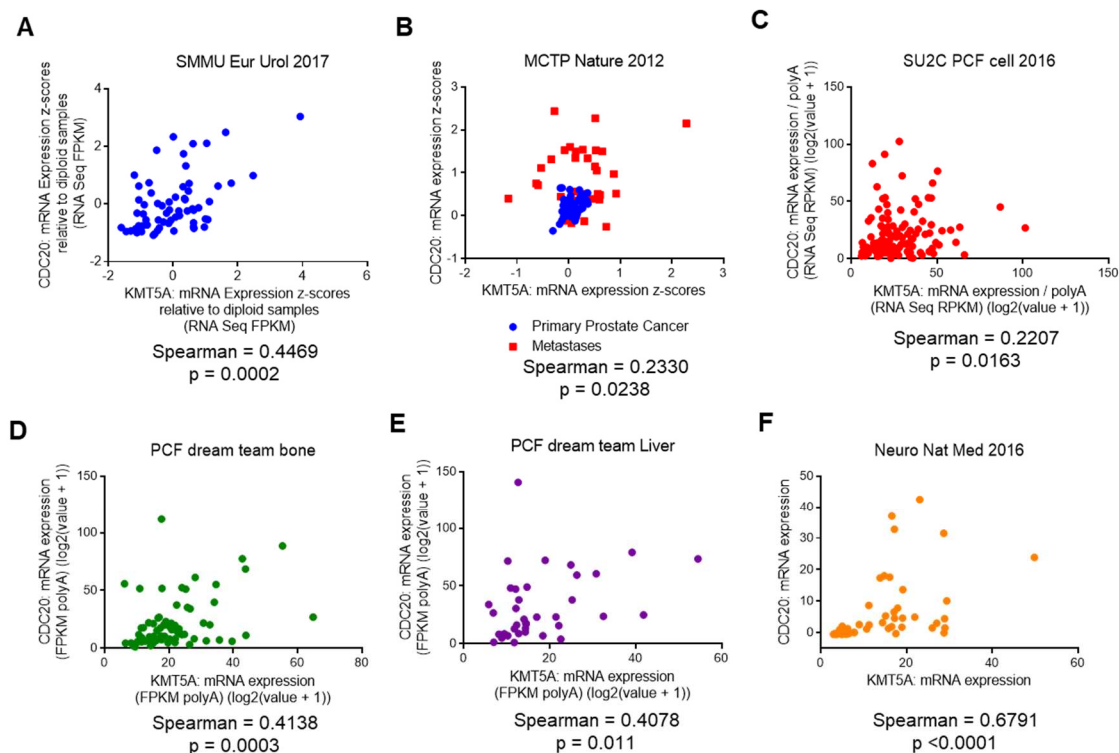 A
SMMU Eur Urol 2017
CDC20: mRNA Expression z-scores
relative to diploid samples
(RNA Seq FPKM)
4
2
0
-2
-2
0
2
4
6
KMT5A: mRNA Expression z-scores
relative to diploid samples
(RNA Seq FPKM)
Spearman = 0.4469
p = 0.0002
B
MCTP Nature 2012
CDC20: mRNA expression z-scores
3
2
1
0
-1
-1
0
1
2
3
KMT5A: mRNA expression z-scores
Primary Prostate Cancer
Metastases
Spearman = 0.2330
p = 0.0238
C
SU2C PCF cell 2016
CDC20: mRNA expression / polyA
(RNA Seq RPKM) (log2(value + 1))
150
100
50
0
0
50
100
150
KMT5A: mRNA expression / polyA
(RNA Seq RPKM) (log2(value + 1))
Spearman = 0.2207
p = 0.0163
D
PCF dream team bone
CDC20: mRNA expression
(FPKM polyA) (log2(value + 1))
150
100
50
0
0
20
40
60
80
KMT5A: mRNA expression
(FPKM polyA) (log2(value + 1))
Spearman = 0.4138
p = 0.0003
E
PCF dream team Liver
CDC20: mRNA expression
(FPKM polyA) (log2(value + 1))
150
100
50
0
0
20
40
60
KMT5A: mRNA expression
(FPKM polyA) (log2(value + 1))
Spearman = 0.4078
p = 0.011
F
Neuro Nat Med 2016
CDC20: mRNA expression
50
40
30
20
10
0
0
20
40
60
KMT5A: mRNA expression
Spearman = 0.6791
p <0.0001